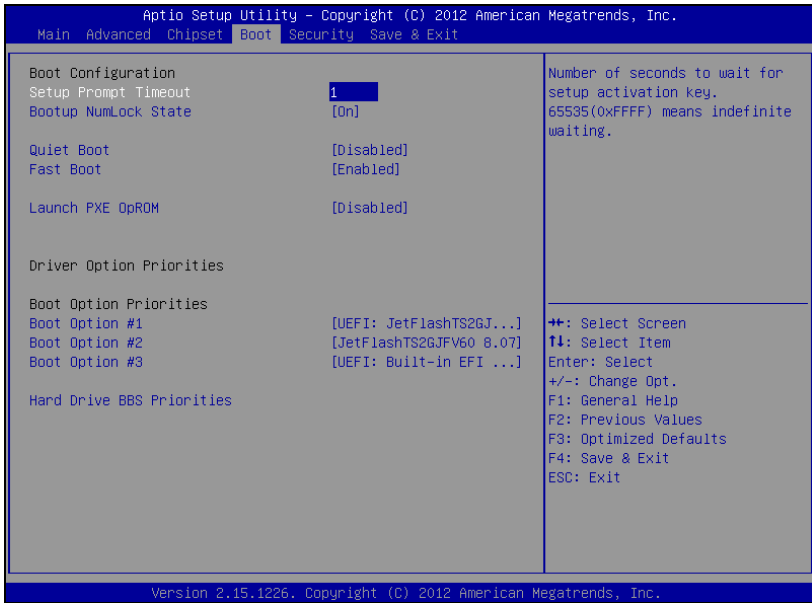 Aptio Setup Utility – Copyright (C) 2012 American Megatrends, Inc.
Main Advanced Chipset Boot Security Save & Exit
Boot Configuration
Setup Prompt Timeout 1
Bootup NumLock State [On]
Quiet Boot [Disabled]
Fast Boot [Enabled]
Launch PXE OpROM [Disabled]
Driver Option Priorities
Boot Option Priorities
Boot Option #1 [UEFI: JetFlashTS2GJ...]
Boot Option #2 [JetFlashTS2GJFV60 8.07]
Boot Option #3 [UEFI: Built-in EFI ...]
Hard Drive BBS Priorities
Number of seconds to wait for
setup activation key.
65535(0xFFFF) means indefinite
waiting.
→←: Select Screen
↑↓: Select Item
Enter: Select
+/-: Change Opt.
F1: General Help
F2: Previous Values
F3: Optimized Defaults
F4: Save & Exit
ESC: Exit
Version 2.15.1226. Copyright (C) 2012 American Megatrends, Inc.